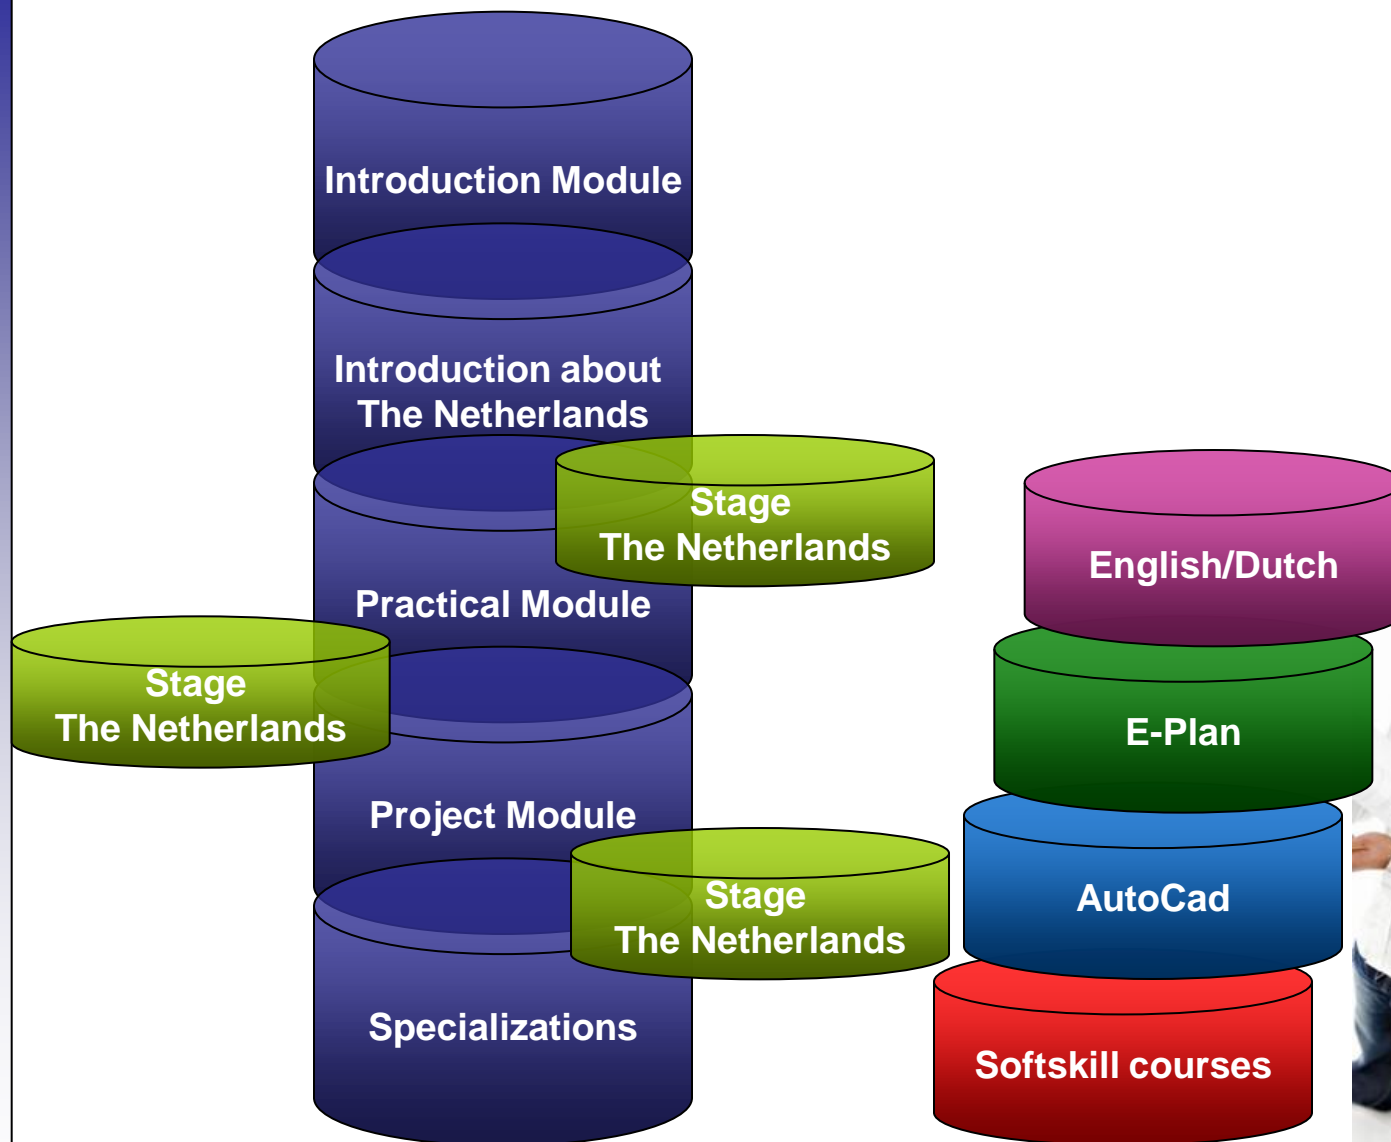 Introduction Module
Introduction about
The Netherlands
Stage
The Netherlands
Practical Module
Stage
The Netherlands
Project Module
Stage
The Netherlands
Specializations
English/Dutch
E-Plan
AutoCad
Softskill courses